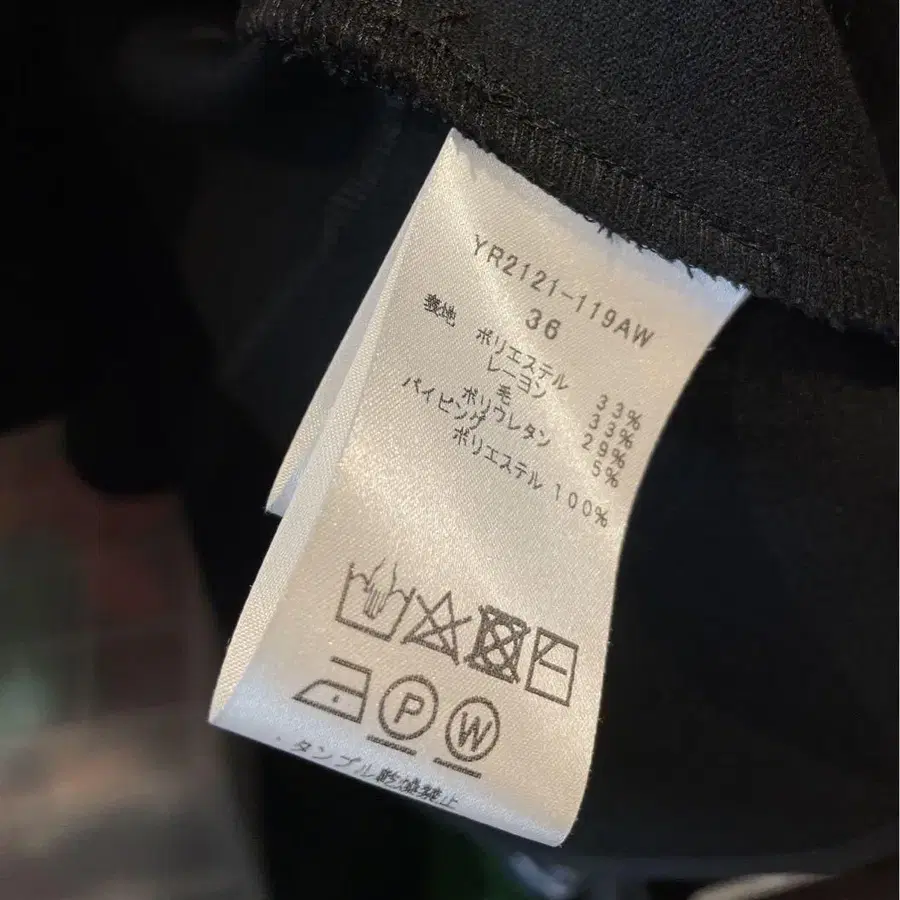 YR2121-119AW
36
表地
ポリエステル 33%
レーヨン 33%
毛 29%
ポリウレタン 5%
パイピング
ポリエステル 100%
P W
・タンブル乾燥禁止